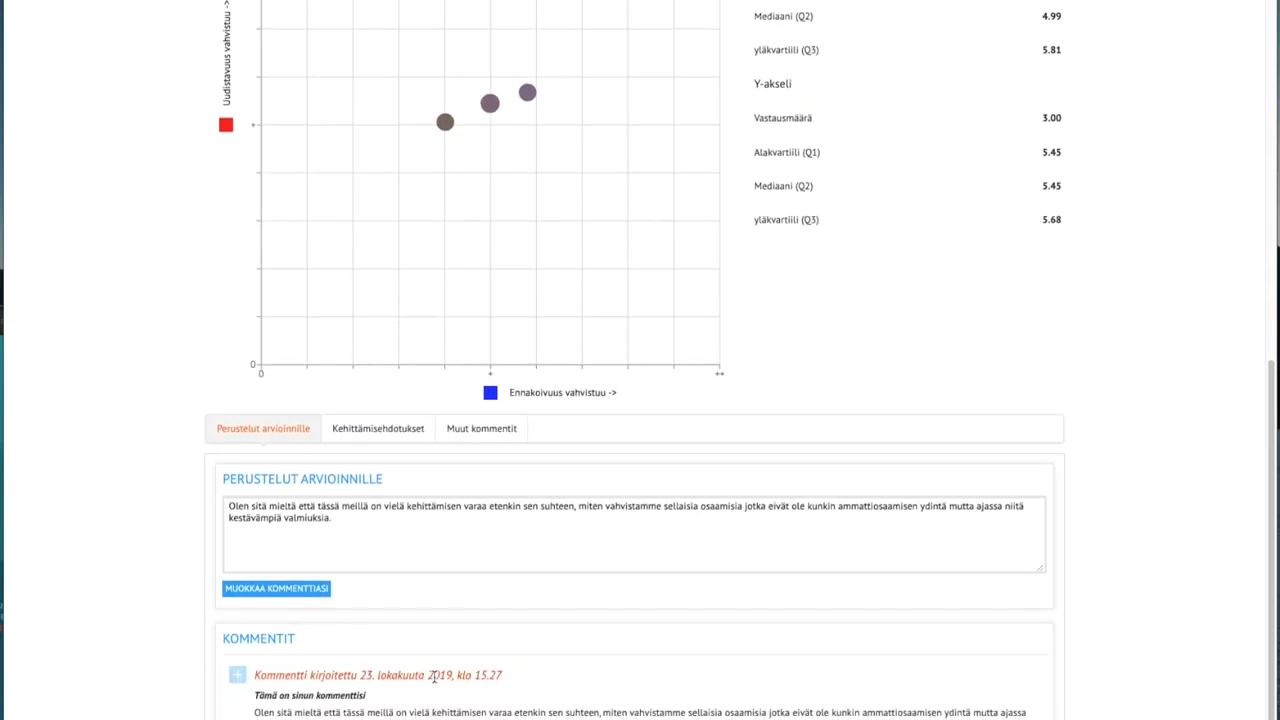 Uudistavuus vahvistuu ->
+
0
0
+
++
Ennakoivuus vahvistuu ->
Mediaani (Q2) 4.99
yläkvartiili (Q3) 5.81
Y-akseli
Vastausmäärä 3.00
Alakvartiili (Q1) 5.45
Mediaani (Q2) 5.45
yläkvartiili (Q3) 5.68
Perustelut arvioinnille Kehittämisehdotukset Muut kommentit
PERUSTELUT ARVIOINNILLE
Olen sitä mieltä että tässä meillä on vielä kehittämisen varaa etenkin sen suhteen, miten vahvistamme sellaisia osaamisia jotka eivät ole kunkin ammattiosaamisen ydintä mutta ajassa niitä
kestävämpiä valmiuksia.
MUOKKAA KOMMENTTIASI
KOMMENTIT
Kommentti kirjoitettu 23. lokakuuta 2019, klo 15.27
Tämä on sinun kommenttisi
Olen sitä mieltä että tässä meillä on vielä kehittämisen varaa etenkin sen suhteen, miten vahvistamme sellaisia osaamisia jotka eivät ole kunkin ammattiosaamisen ydintä mutta ajassa